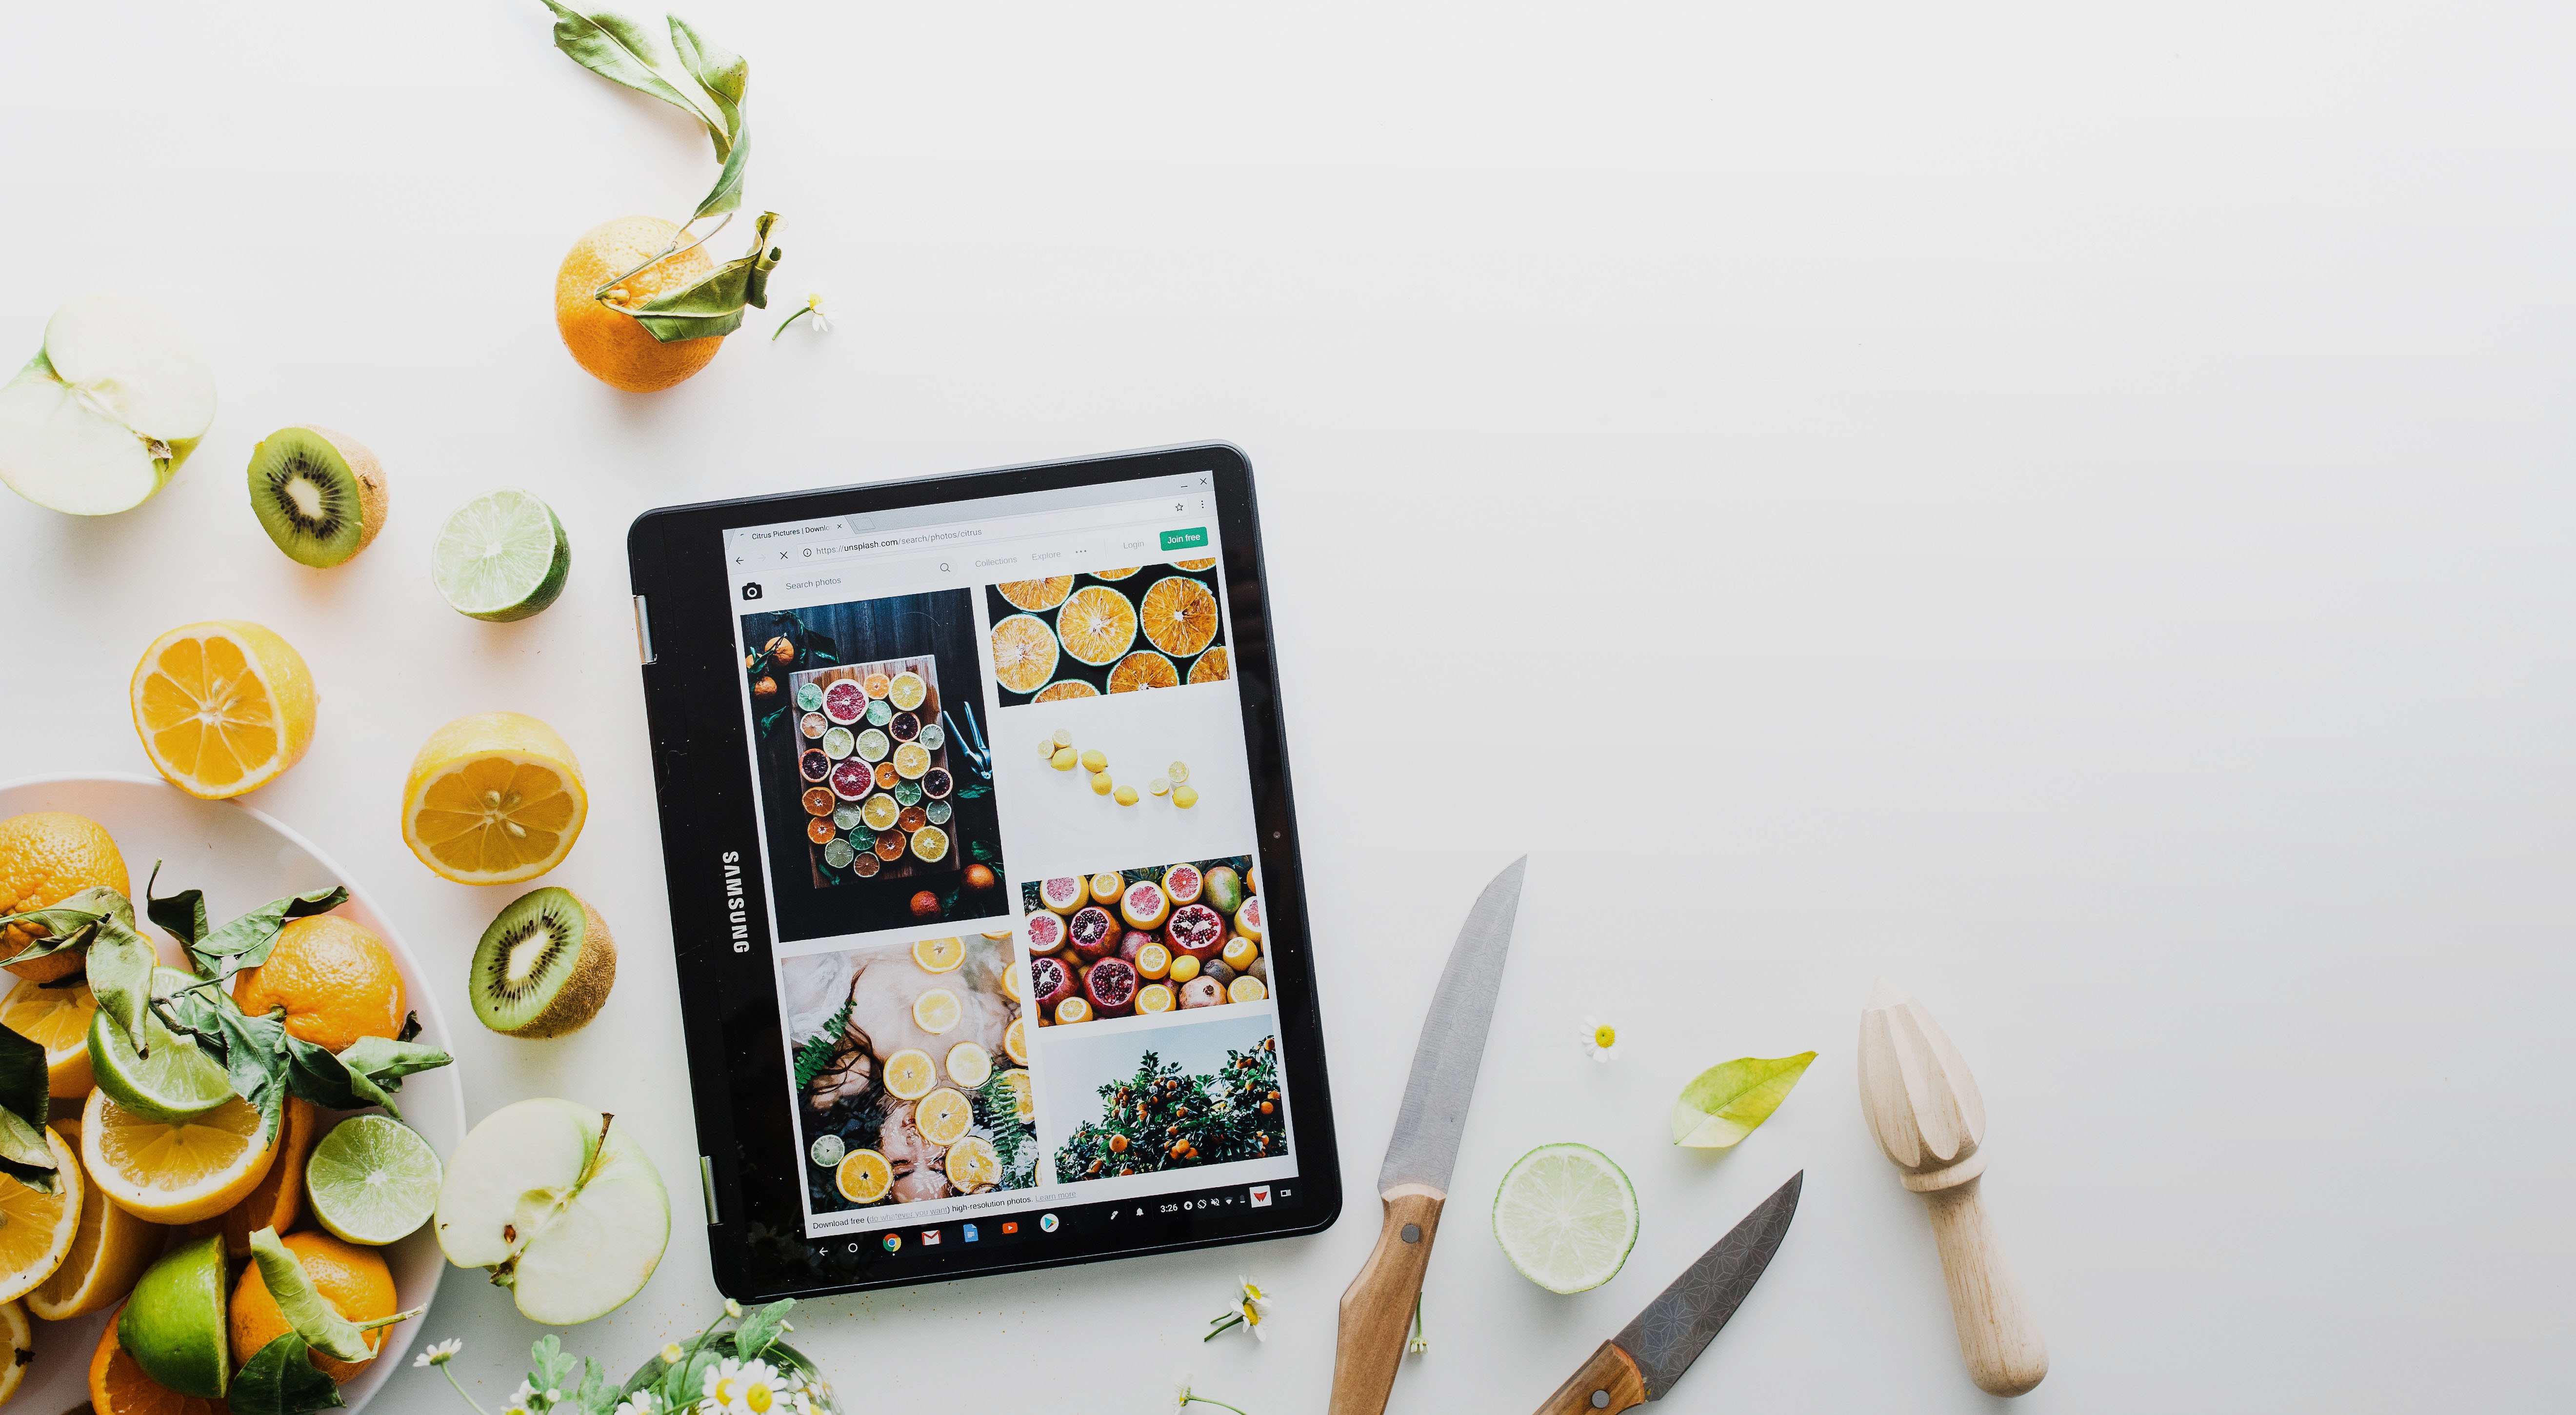 Citrus Pictures | Downlo
https://unsplash.com/search/photos/citrus
Search photos
Collections
Explore
Login
Join free
SAMSUNG
Download free (do whatever you want) high-resolution photos. Learn more
3:26